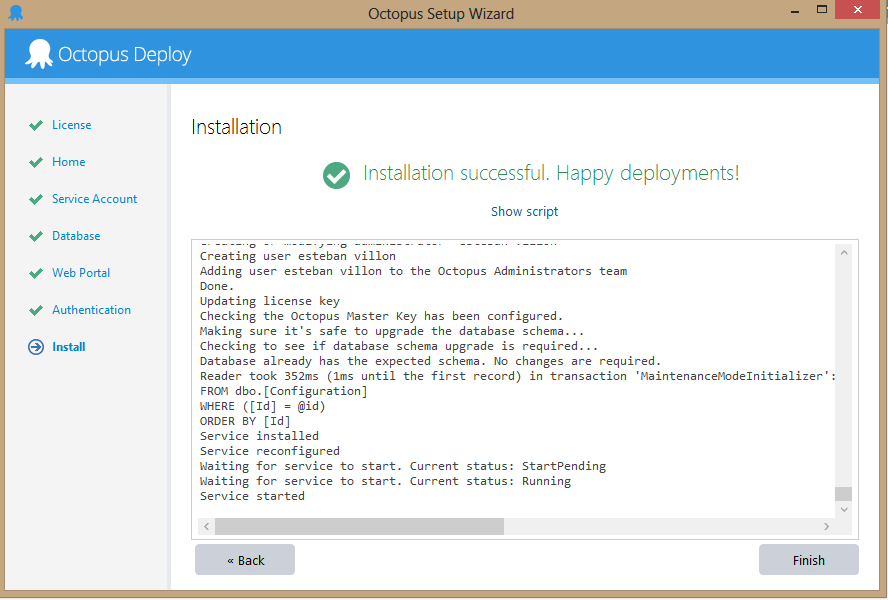 Octopus Setup Wizard
Octopus Deploy
License
Home
Service Account
Database
Web Portal
Authentication
Install
Installation
Installation successful. Happy deployments!
Show script
Creating user esteban villon
Adding user esteban villon to the Octopus Administrators team
Done.
Updating license key
Checking the Octopus Master Key has been configured.
Making sure it's safe to upgrade the database schema...
Checking to see if database schema upgrade is required...
Database already has the expected schema. No changes are required.
Reader took 352ms (1ms until the first record) in transaction 'MaintenanceModeInitializer':
FROM dbo.[Configuration]
WHERE ([Id] = @id)
ORDER BY [Id]
Service installed
Service reconfigured
Waiting for service to start. Current status: StartPending
Waiting for service to start. Current status: Running
Service started
« Back
Finish